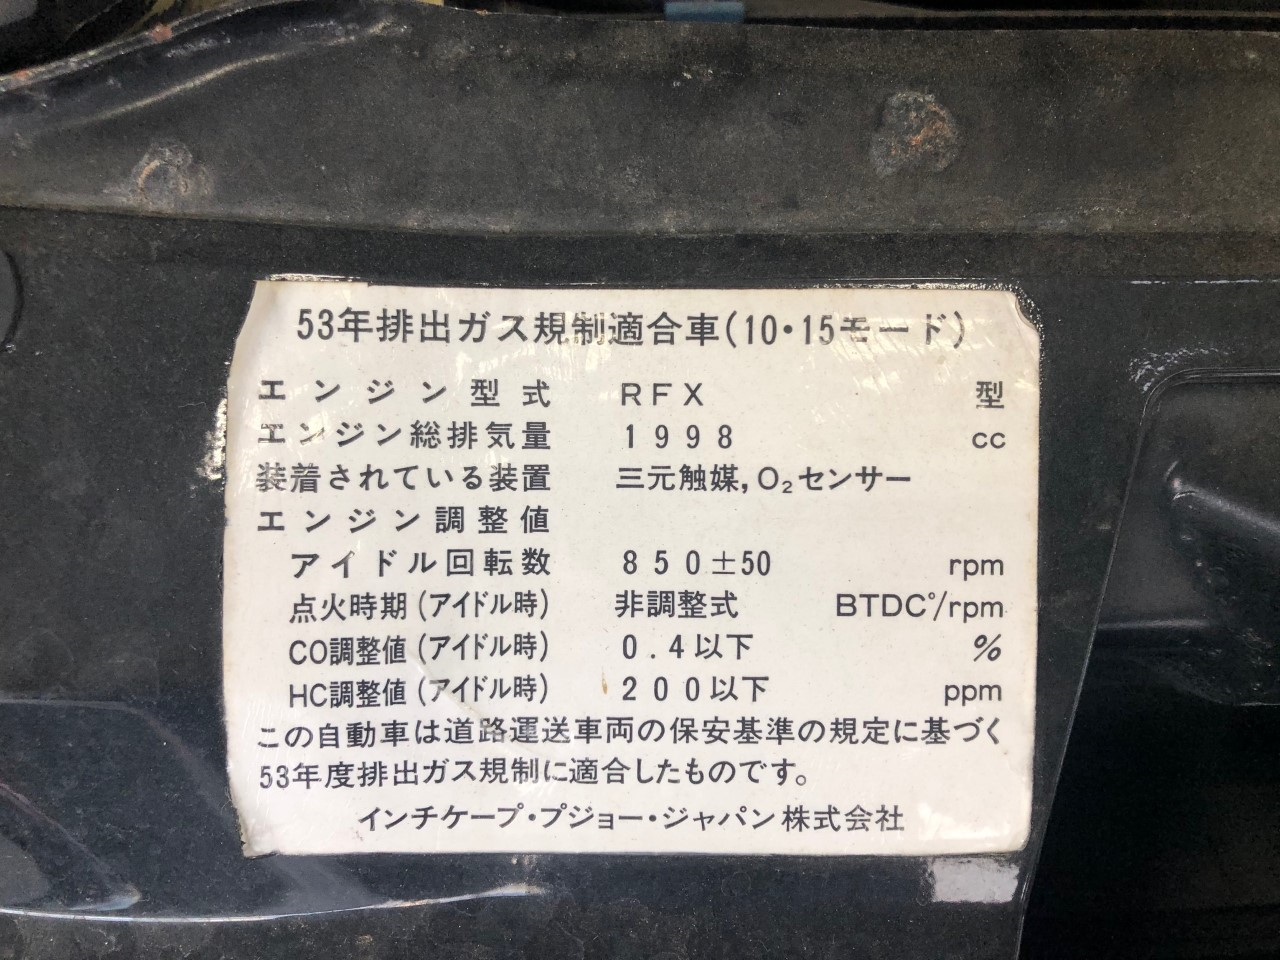 53年排出ガス規制適合車(10・15モード)
エンジン型式 RFX 型
エンジン総排気量 1998 cc
装着されている装置 三元触媒,O₂センサー
エンジン調整値
アイドル回転数 850±50 rpm
点火時期(アイドル時) 非調整式 BTDC°/rpm
CO調整値(アイドル時) 0.4以下 %
HC調整値(アイドル時) 200以下 ppm
この自動車は道路運送車両の保安基準の規定に基づく
53年度排出ガス規制に適合したものです。
インチケープ・プジョー・ジャパン株式会社